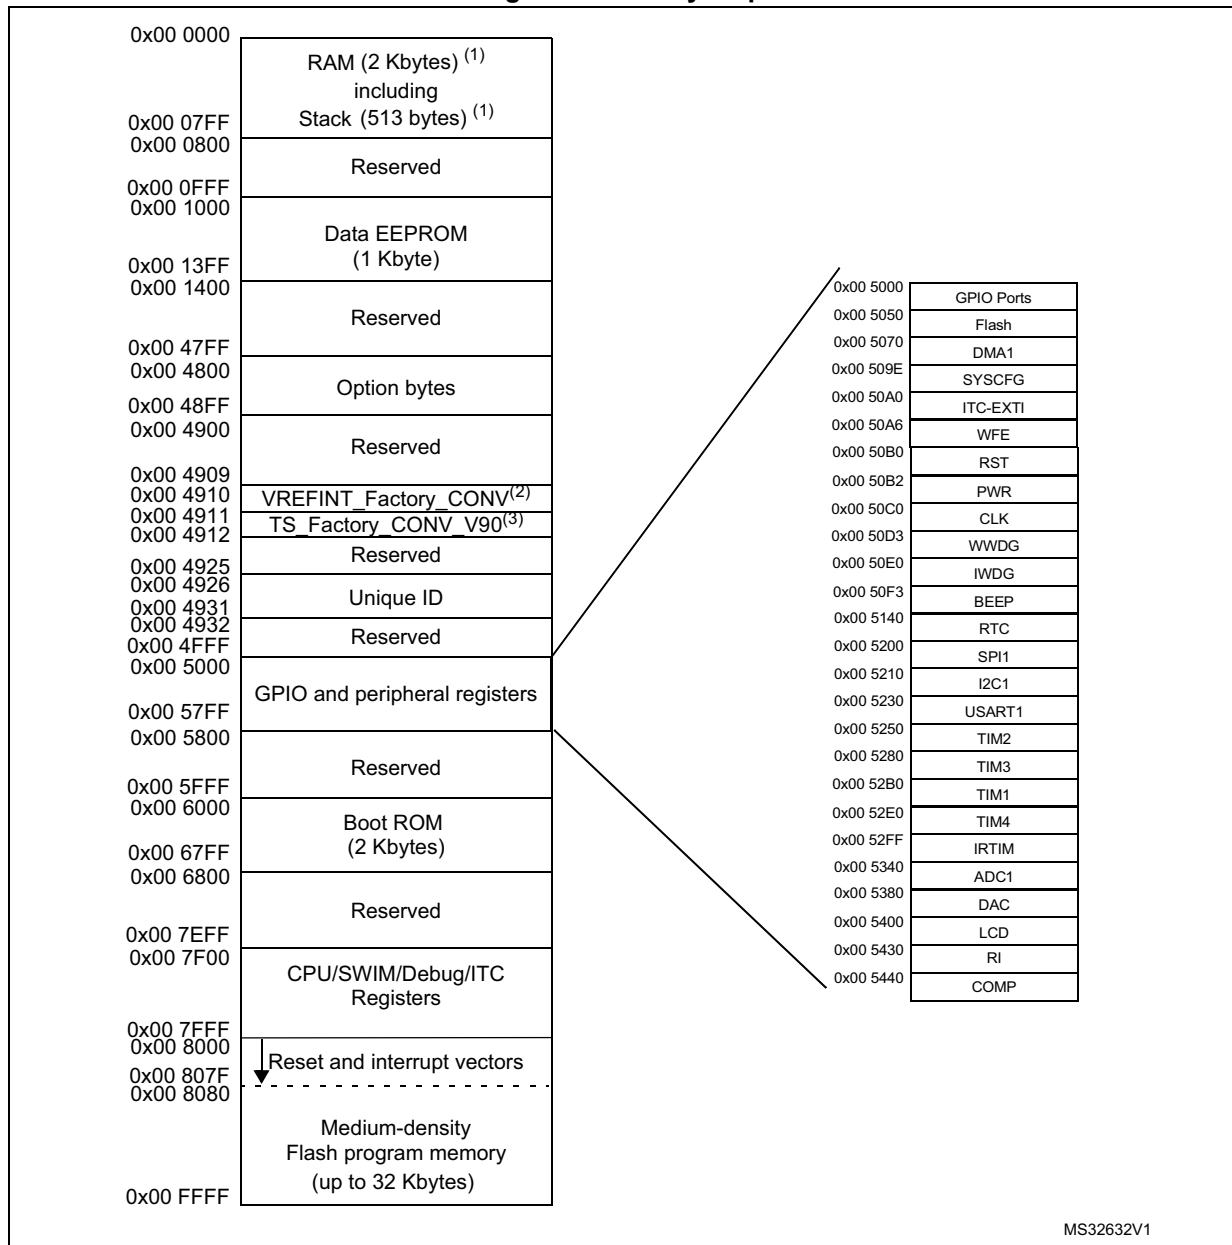 0x00 0000
RAM (2 Kbytes) (1)
including
Stack (513 bytes) (1)
0x00 07FF
0x00 0800
Reserved
0x00 0FFF
0x00 1000
Data EEPROM
(1 Kbyte)
0x00 13FF
0x00 1400
Reserved
0x00 47FF
0x00 4800
Option bytes
0x00 48FF
0x00 4900
Reserved
0x00 4909
0x00 4910
VREFINT_Factory_CONV(2)
0x00 4911
TS_Factory_CONV_V90(3)
0x00 4912
Reserved
0x00 4925
0x00 4926
Unique ID
0x00 4931
0x00 4932
Reserved
0x00 4FFF
0x00 5000
GPIO and peripheral registers
0x00 57FF
0x00 5800
Reserved
0x00 5FFF
0x00 6000
Boot ROM
(2 Kbytes)
0x00 67FF
0x00 6800
Reserved
0x00 7EFF
0x00 7F00
CPU/SWIM/Debug/ITC
Registers
0x00 7FFF
0x00 8000
Reset and interrupt vectors
0x00 807F
0x00 8080
Medium-density
Flash program memory
(up to 32 Kbytes)
0x00 FFFF
0x00 5000
GPIO Ports
0x00 5050
Flash
0x00 5070
DMA1
0x00 509E
SYSCFG
0x00 50A0
ITC-EXTI
0x00 50A6
WFE
0x00 50B0
RST
0x00 50B2
PWR
0x00 50C0
CLK
0x00 50D3
WWDG
0x00 50E0
IWDG
0x00 50F3
BEEP
0x00 5140
RTC
0x00 5200
SPI1
0x00 5210
I2C1
0x00 5230
USART1
0x00 5250
TIM2
0x00 5280
TIM3
0x00 52B0
TIM1
0x00 52E0
TIM4
0x00 52FF
IRTIM
0x00 5340
ADC1
0x00 5380
DAC
0x00 5400
LCD
0x00 5430
RI
0x00 5440
COMP
MS32632V1